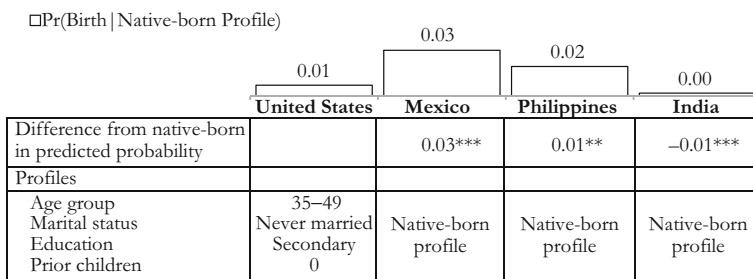 □Pr(Birth|Native-born Profile)
0.01 0.03 0.02 0.00
United States Mexico Philippines India
Difference from native-born
in predicted probability 0.03*** 0.01** –0.01***
Profiles
Age group 35–49
Marital status Never married Native-born Native-born Native-born
Education Secondary profile profile profile
Prior children 0